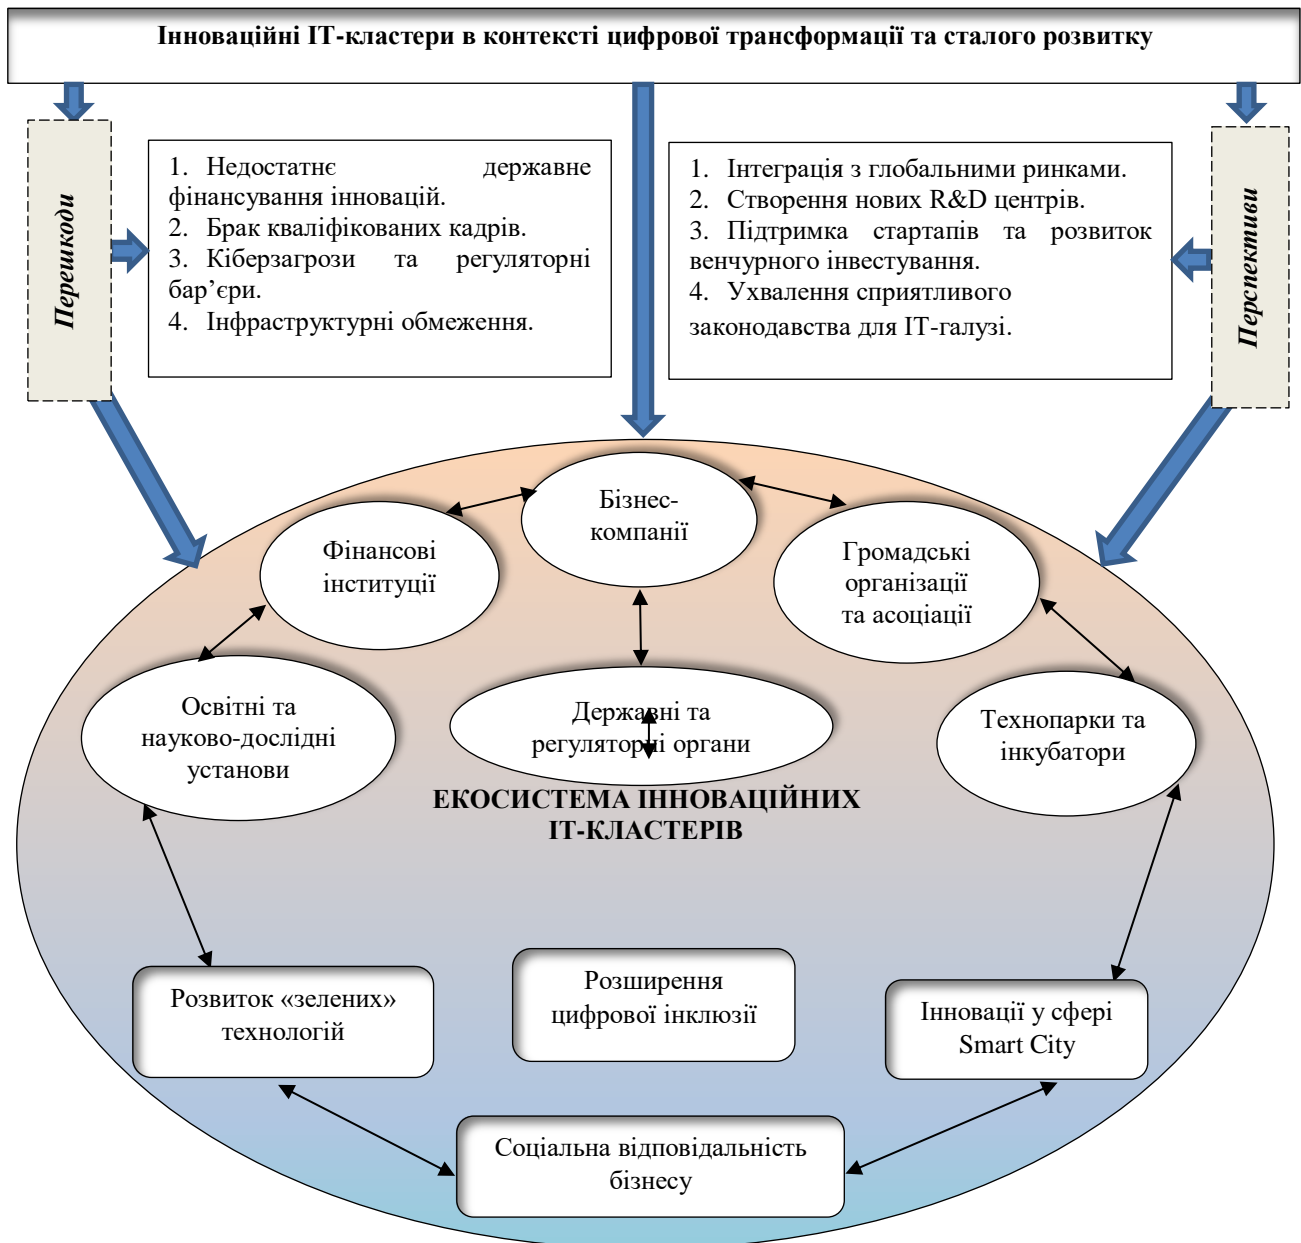 Інноваційні ІТ-кластери в контексті цифрової трансформації та сталого розвитку
Перешкоди
1. Недостатнє державне
фінансування інновацій.
2. Брак кваліфікованих кадрів.
3. Кіберзагрози та регуляторні
бар’єри.
4. Інфраструктурні обмеження.
1. Інтеграція з глобальними ринками.
2. Створення нових R&D центрів.
3. Підтримка стартапів та розвиток
венчурного інвестування.
4. Ухвалення сприятливого
законодавства для ІТ-галузі.
Перспективи
Бізнес-
компанії
Фінансові
інституції
Громадські
організації
та асоціації
Освітні та
науково-дослідні
установи
Державні та
регуляторні органи
Технопарки та
інкубатори
ЕКОСИСТЕМА ІННОВАЦІЙНИХ
ІТ-КЛАСТЕРІВ
Розвиток «зелених»
технологій
Розширення
цифрової інклюзії
Інновації у сфері
Smart City
Соціальна відповідальність
бізнесу